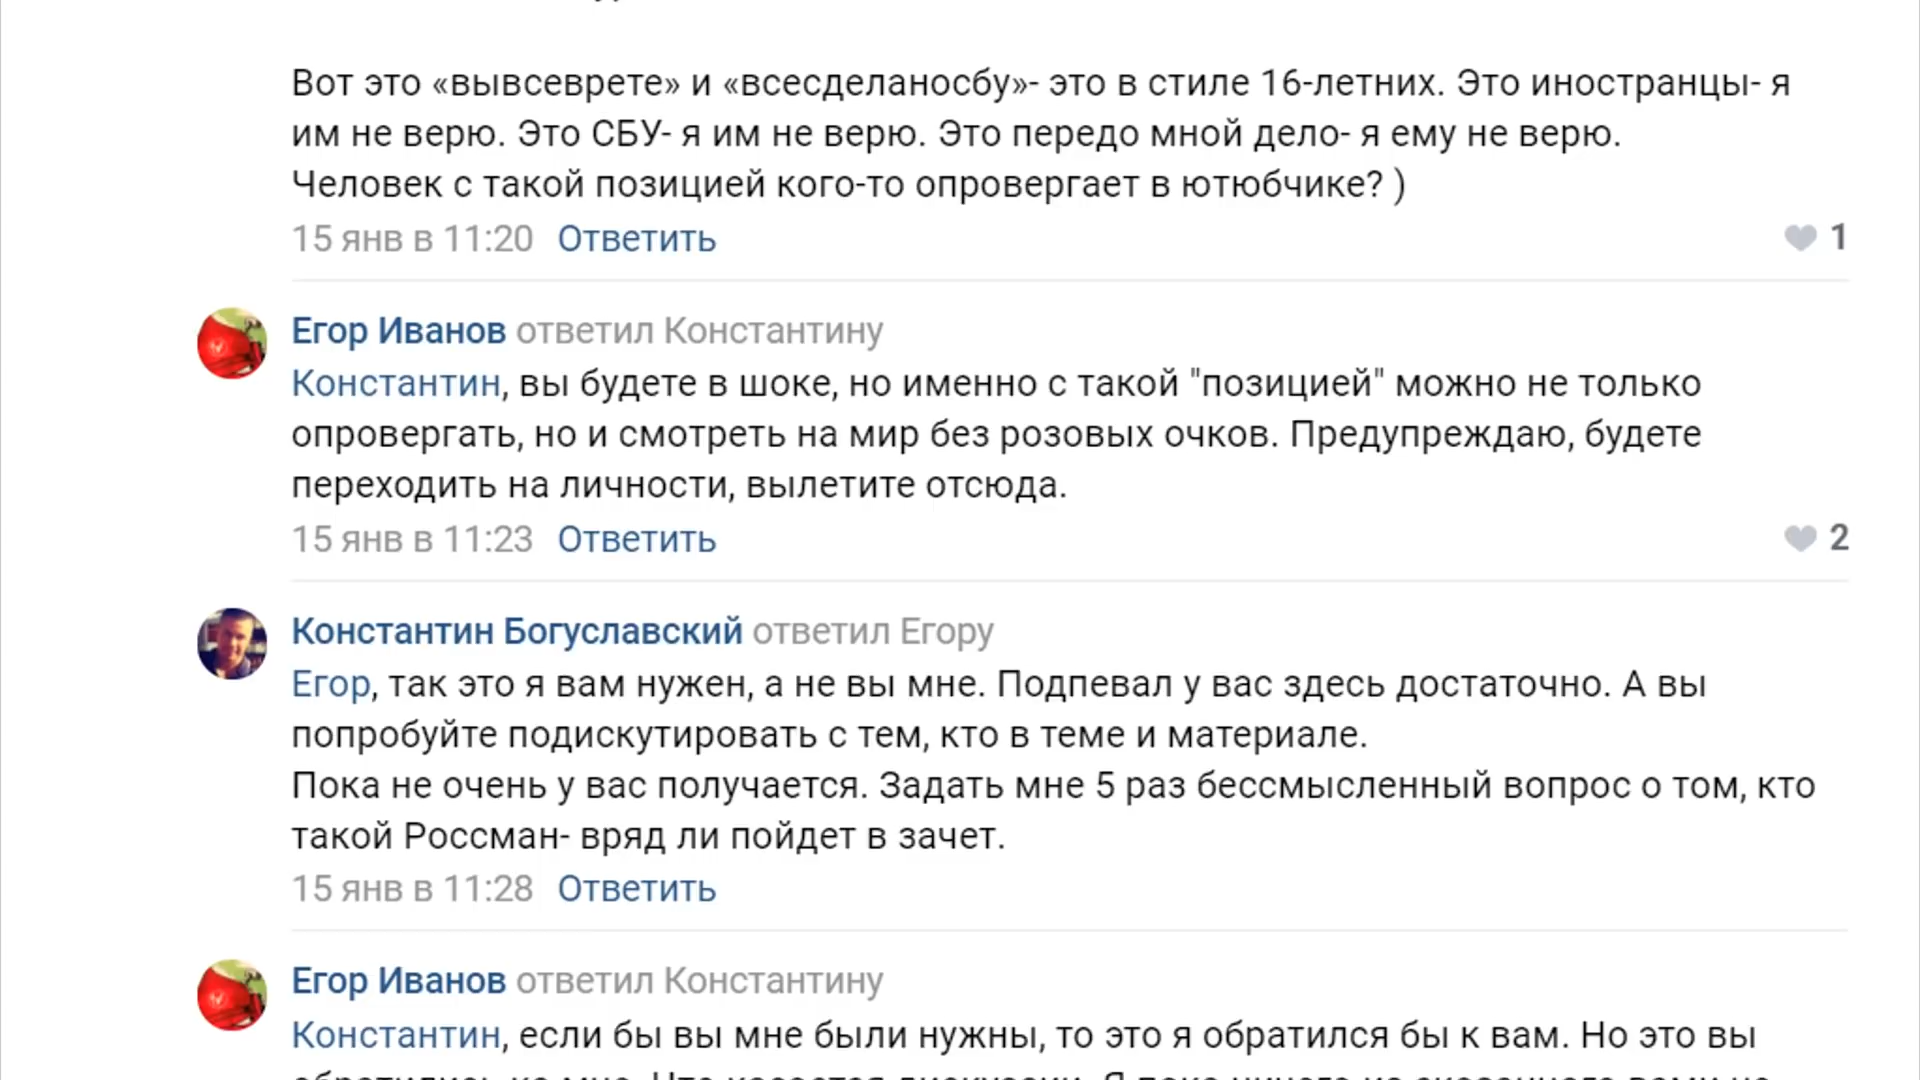 Вот это «вывсеврете» и «всесделаносбу»- это в стиле 16-летних. Это иностранцы- я
им не верю. Это СБУ- я им не верю. Это передо мной дело- я ему не верю.
Человек с такой позицией кого-то опровергает в ютюбчике? )
15 янв в 11:20 Ответить 1
Егор Иванов ответил Константину
Константин, вы будете в шоке, но именно с такой "позицией" можно не только
опровергать, но и смотреть на мир без розовых очков. Предупреждаю, будете
переходить на личности, вылетите отсюда.
15 янв в 11:23 Ответить 2
Константин Богуславский ответил Егору
Егор, так это я вам нужен, а не вы мне. Подпевал у вас здесь достаточно. А вы
попробуйте подискутировать с тем, кто в теме и материале.
Пока не очень у вас получается. Задать мне 5 раз бессмысленный вопрос о том, кто
такой Россман- вряд ли пойдет в зачет.
15 янв в 11:28 Ответить
Егор Иванов ответил Константину
Константин, если бы вы мне были нужны, то это я обратился бы к вам. Но это вы